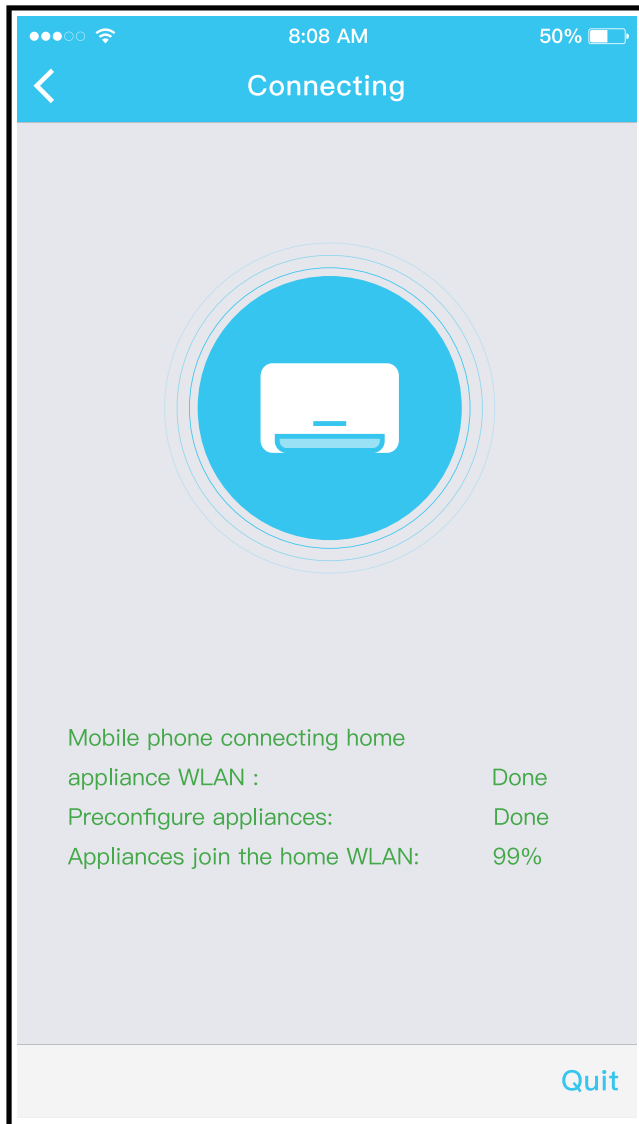 8:08 AM 50%
Connecting
Mobile phone connecting home
appliance WLAN : Done
Preconfigure appliances: Done
Appliances join the home WLAN: 99%
Quit